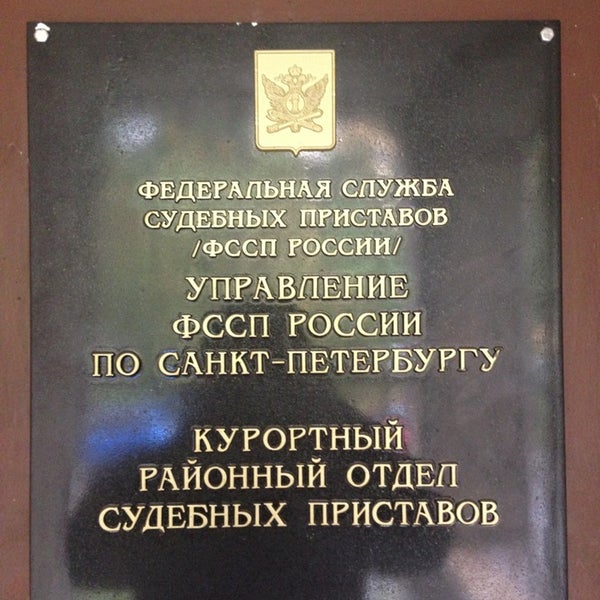 ФЕДЕРАЛЬНАЯ СЛУЖБА
СУДЕБНЫХ ПРИСТАВОВ
/ФССП РОССИИ/
УПРАВЛЕНИЕ
ФССП РОССИИ
ПО САНКТ-ПЕТЕРБУРГУ
КУРОРТНЫЙ
РАЙОННЫЙ ОТДЕЛ
СУДЕБНЫХ ПРИСТАВОВ